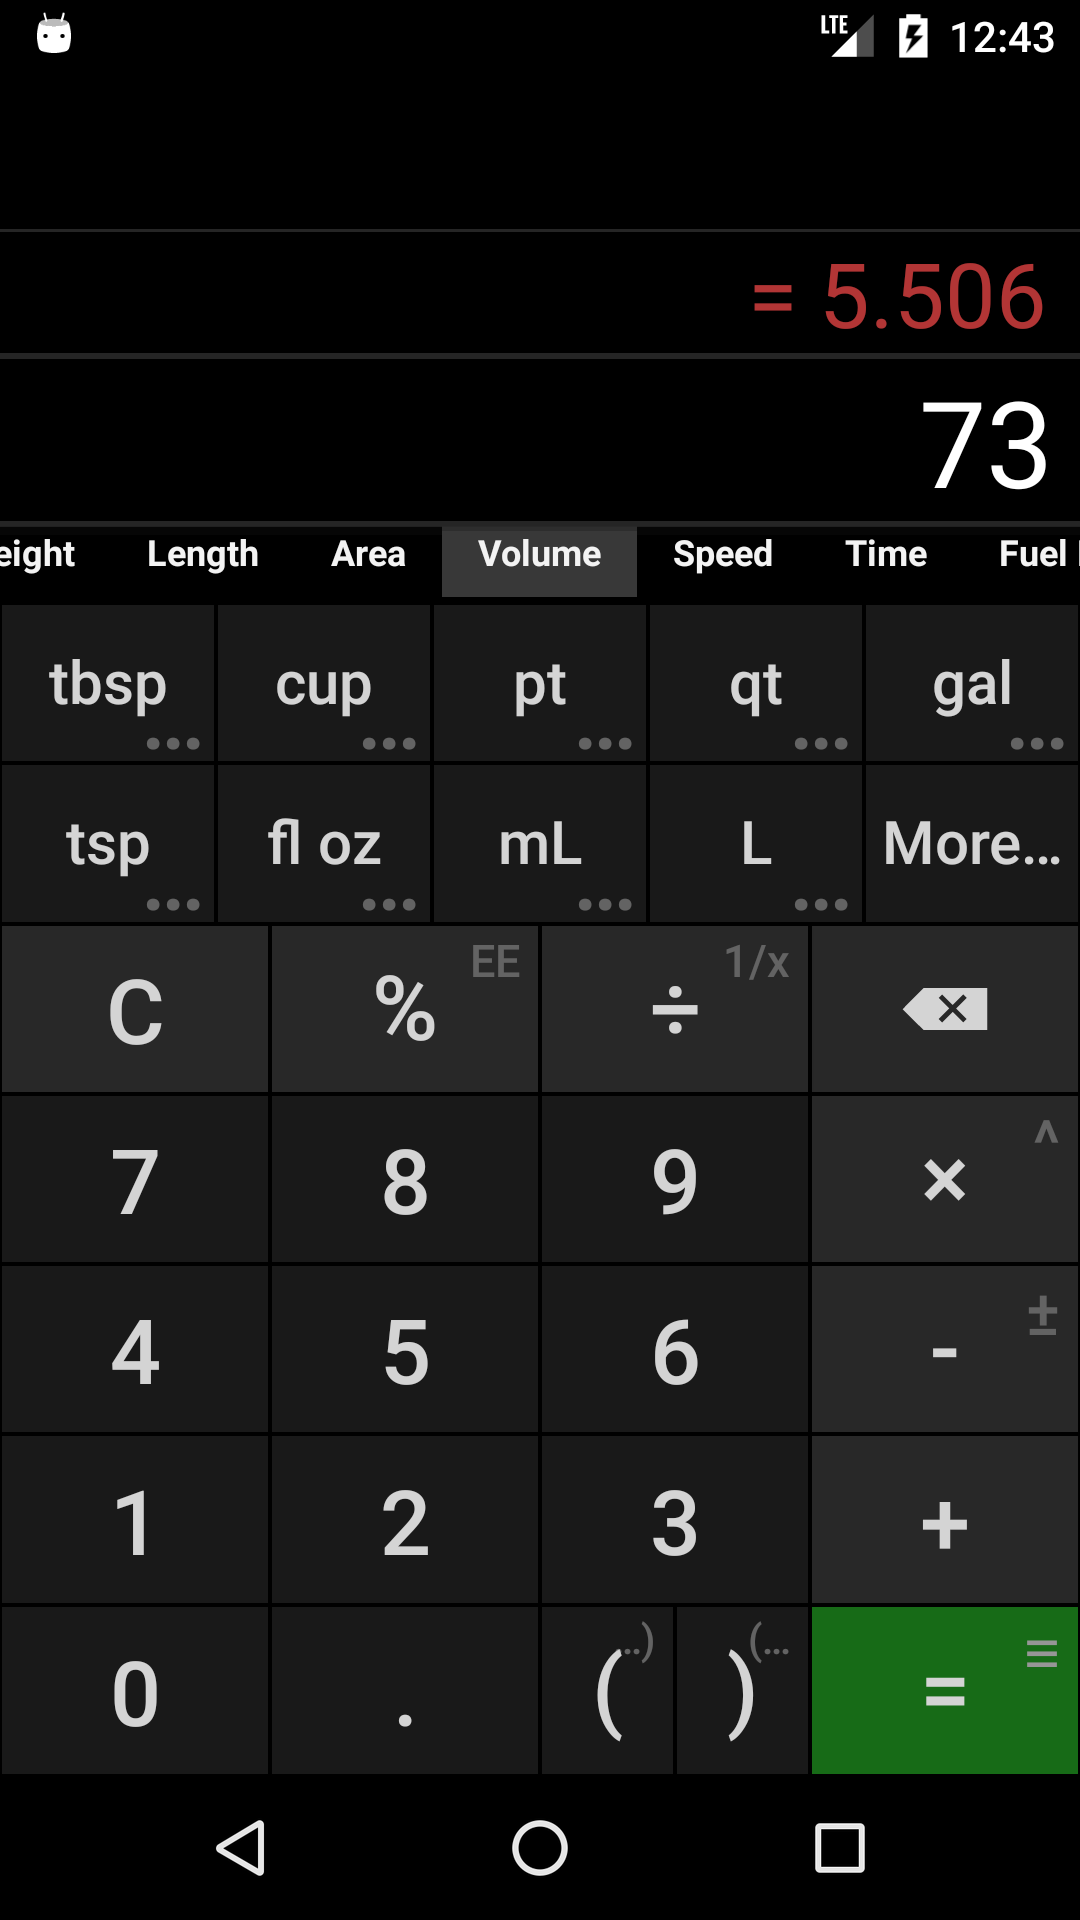 LTE 12:43
= 5.506
73
eight Length Area Volume Speed Time Fuel
tbsp cup pt qt gal
tsp fl oz mL L More...
C % EE ÷ 1/x
7 8 9 × ^
4 5 6 - ±
1 2 3 +
0 . ( ..) ) (... =